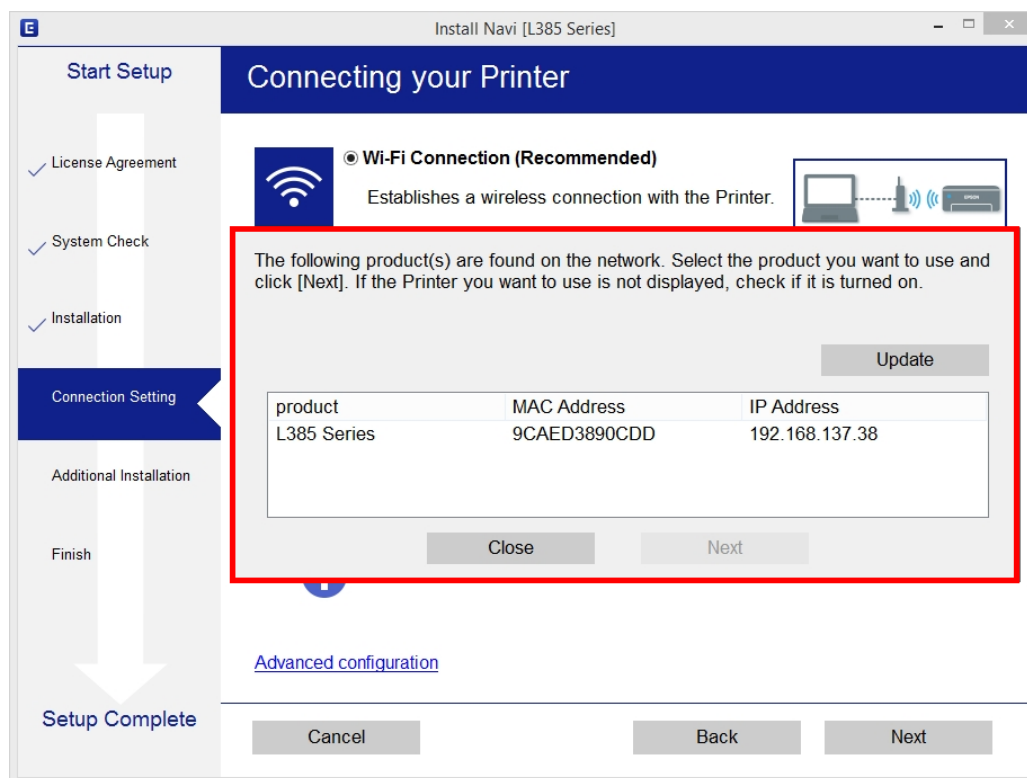 Install Navi [L385 Series]
Start Setup
License Agreement
System Check
Installation
Connection Setting
Additional Installation
Finish
Setup Complete
Connecting your Printer
Wi-Fi Connection (Recommended)
Establishes a wireless connection with the Printer.
EPSON
The following product(s) are found on the network. Select the product you want to use and
click [Next]. If the Printer you want to use is not displayed, check if it is turned on.
Update
product MAC Address IP Address
L385 Series 9CAED3890CDD 192.168.137.38
Close Next
Advanced configuration
Cancel Back Next